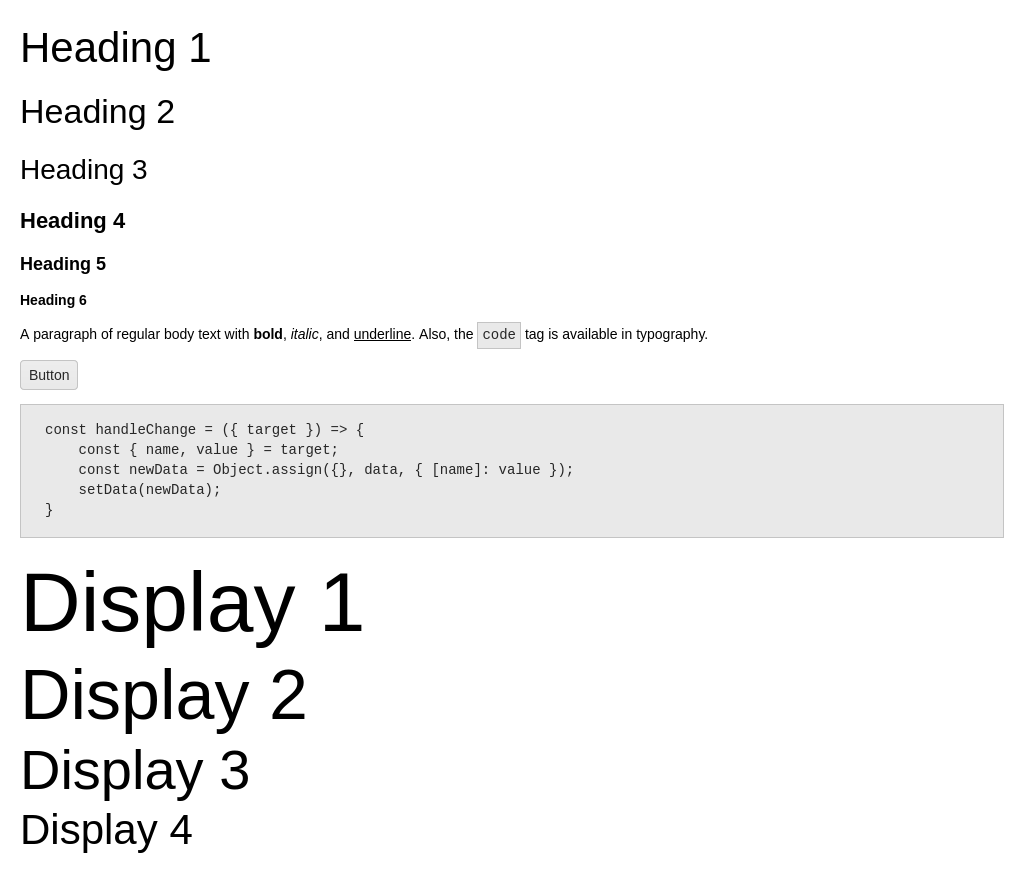 Heading 1
Heading 2
Heading 3
Heading 4
Heading 5
Heading 6
A paragraph of regular body text with bold, italic, and underline. Also, the code tag is available in typography.
Button
const handleChange = ({ target }) => {
    const { name, value } = target;
    const newData = Object.assign({}, data, { [name]: value });
    setData(newData);
}
Display 1
Display 2
Display 3
Display 4